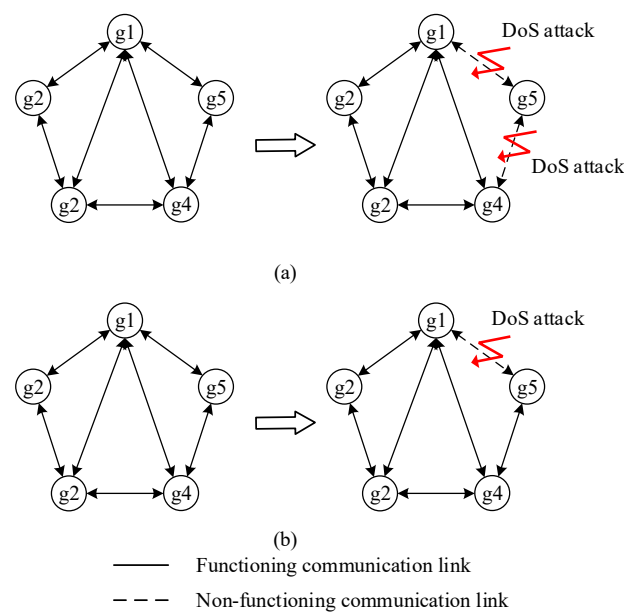 g1 g1 DoS attack
g2 g5 g2 g5
DoS attack
g2 g4 g2 g4
(a)
g1 g1 DoS attack
g2 g5 g2 g5
g2 g4 g2 g4
(b)
Functioning communication link
Non-functioning communication link